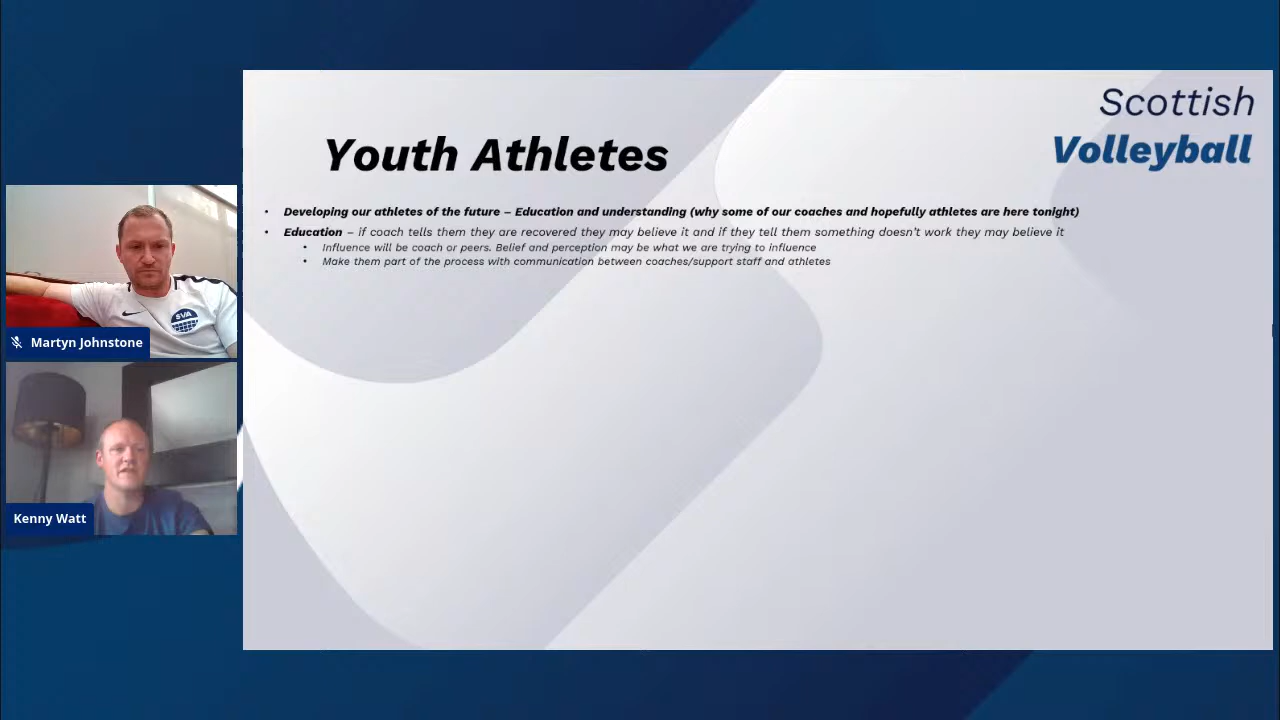 Scottish
Volleyball
Youth Athletes
• Developing our athletes of the future – Education and understanding (why some of our coaches and hopefully athletes are here tonight)
• Education – if coach tells them they are recovered they may believe it and if they tell them something doesn't work they may believe it
• Influence will be coach or peers. Belief and perception may be what we are trying to influence
• Make them part of the process with communication between coaches/support staff and athletes
SVA
Martyn Johnstone
Kenny Watt